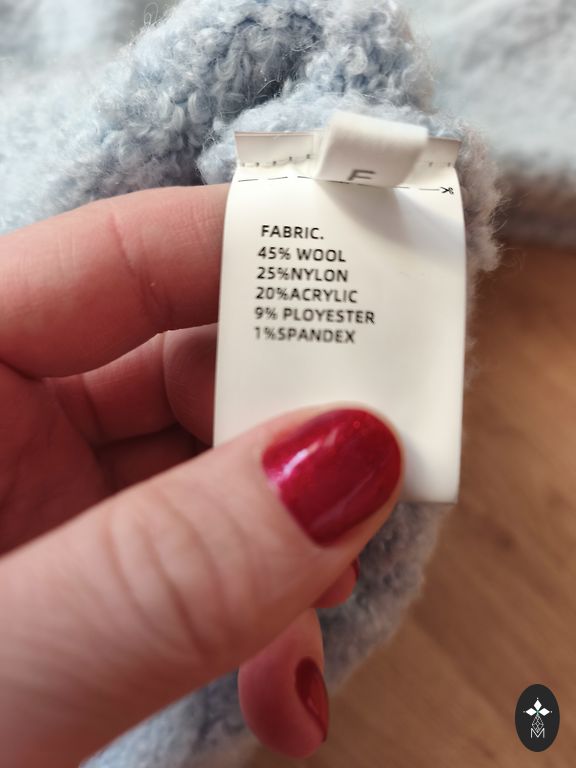 F
FABRIC.
45% WOOL
25%NYLON
20%ACRYLIC
9% PLOYESTER
1%SPANDEX
M